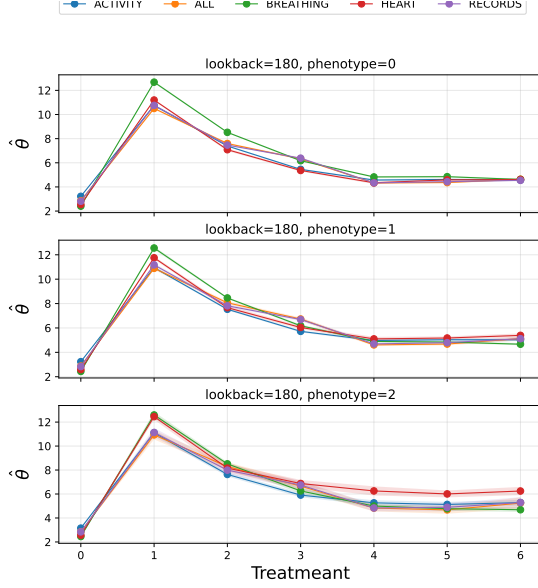 ACTIVITY ALL BREATHING HEART RECORDS
lookback=180, phenotype=0
12
10
8
6
4
2
θ̂
lookback=180, phenotype=1
12
10
8
6
4
2
θ̂
lookback=180, phenotype=2
12
10
8
6
4
2
θ̂
0 1 2 3 4 5 6
Treatmeant